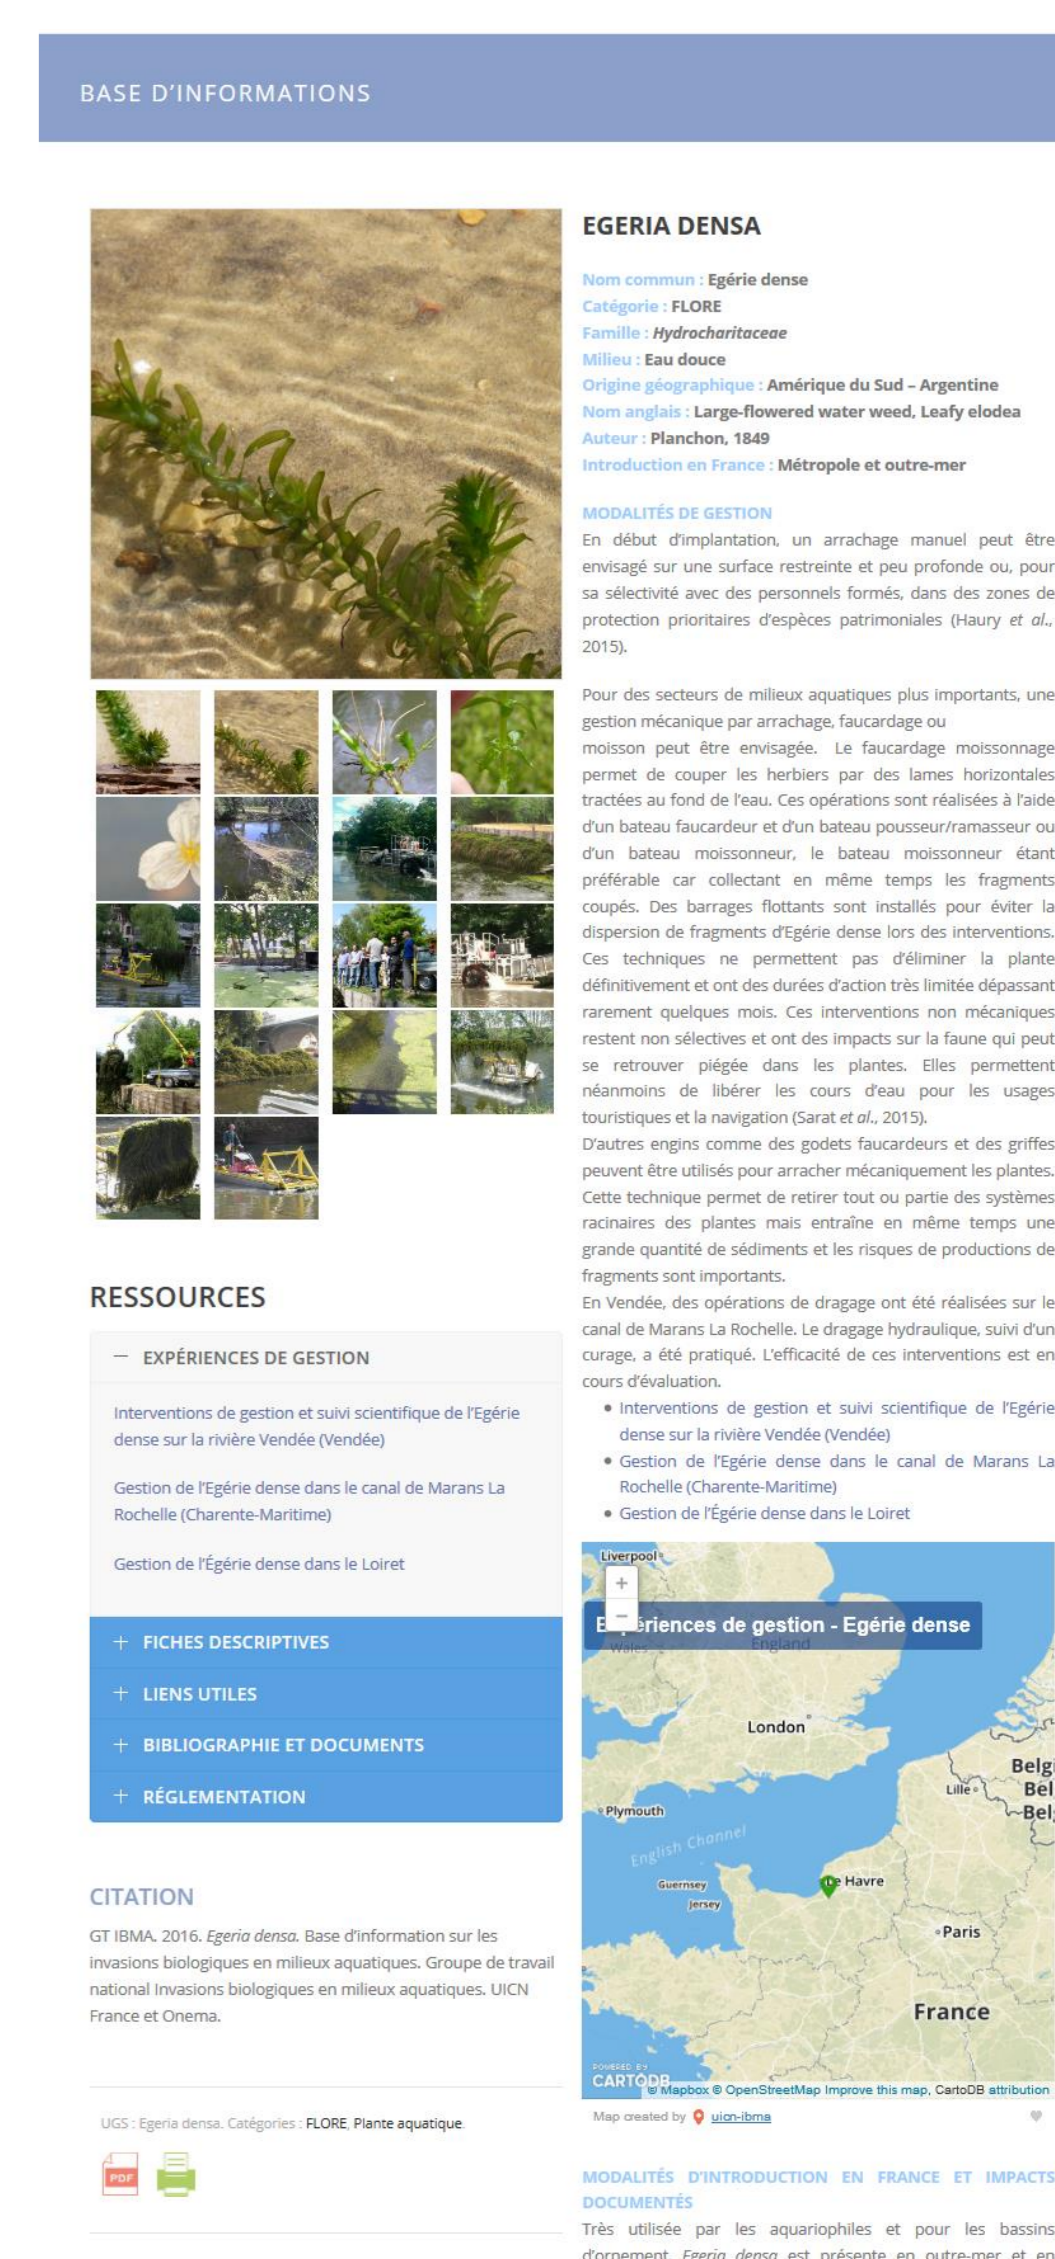 BASE D'INFORMATIONS
EGERIA DENSA
Nom commun : Egérie dense
Catégorie : FLORE
Famille : Hydrocharitaceae
Milieu : Eau douce
Origine géographique : Amérique du Sud – Argentine
Nom anglais : Large-flowered water weed, Leafy elodea
Auteur : Planchon, 1849
Introduction en France : Métropole et outre-mer
MODALITÉS DE GESTION
En début d'implantation, un arrachage manuel peut être
envisagé sur une surface restreinte et peu profonde ou, pour
sa sélectivité avec des personnels formés, dans des zones de
protection prioritaires d'espèces patrimoniales (Haury et al.,
2015).
Pour des secteurs de milieux aquatiques plus importants, une
gestion mécanique par arrachage, faucardage ou
moisson peut être envisagée. Le faucardage moissonnage
permet de couper les herbiers par des lames horizontales
tractées au fond de l'eau. Ces opérations sont réalisées à l'aide
d'un bateau faucardeur et d'un bateau pousseur/ramasseur ou
d'un bateau moissonneur, le bateau moissonneur étant
préférable car collectant en même temps les fragments
coupés. Des barrages flottants sont installés pour éviter la
dispersion de fragments d'Egérie dense lors des interventions.
Ces techniques ne permettent pas d'éliminer la plante
définitivement et ont des durées d'action très limitée dépassant
rarement quelques mois. Ces interventions non mécaniques
restent non sélectives et ont des impacts sur la faune qui peut
se retrouver piégée dans les plantes. Elles permettent
néanmoins de libérer les cours d'eau pour les usages
touristiques et la navigation (Sarat et al., 2015).
D'autres engins comme des godets faucardeurs et des griffes
peuvent être utilisés pour arracher mécaniquement les plantes.
Cette technique permet de retirer tout ou partie des systèmes
racinaires des plantes mais entraîne en même temps une
grande quantité de sédiments et les risques de productions de
fragments sont importants.
En Vendée, des opérations de dragage ont été réalisées sur le
canal de Marans La Rochelle. Le dragage hydraulique, suivi d'un
curage, a été pratiqué. L'efficacité de ces interventions est en
cours d'évaluation.
• Interventions de gestion et suivi scientifique de l'Egérie
dense sur la rivière Vendée (Vendée)
• Gestion de l'Egérie dense dans le canal de Marans La
Rochelle (Charente-Maritime)
• Gestion de l'Égérie dense dans le Loiret
RESSOURCES
— EXPÉRIENCES DE GESTION
Interventions de gestion et suivi scientifique de l'Egérie
dense sur la rivière Vendée (Vendée)
Gestion de l'Egérie dense dans le canal de Marans La
Rochelle (Charente-Maritime)
Gestion de l'Égérie dense dans le Loiret
+ FICHES DESCRIPTIVES
+ LIENS UTILES
+ BIBLIOGRAPHIE ET DOCUMENTS
+ RÉGLEMENTATION
CITATION
GT IBMA. 2016. Egeria densa. Base d'information sur les
invasions biologiques en milieux aquatiques. Groupe de travail
national Invasions biologiques en milieux aquatiques. UICN
France et Onema.
UGS : Egeria densa. Catégories : FLORE, Plante aquatique.
PDF
Liverpool
+
−
gestion - Egérie dense
Wales
England
London
Belgi
Lille
Bel
Belg
Plymouth
English Channel
Guernsey
Jersey
Havre
Paris
France
POWERED BY
CARTODB
© Mapbox © OpenStreetMap Improve this map, CartoDB attribution
Map created by uicn-ibma
MODALITÉS D'INTRODUCTION EN FRANCE ET IMPACTS
DOCUMENTÉS
Très utilisée par les aquariophiles et pour les bassins
d'ornement, Egeria densa est présente en outre-mer et en